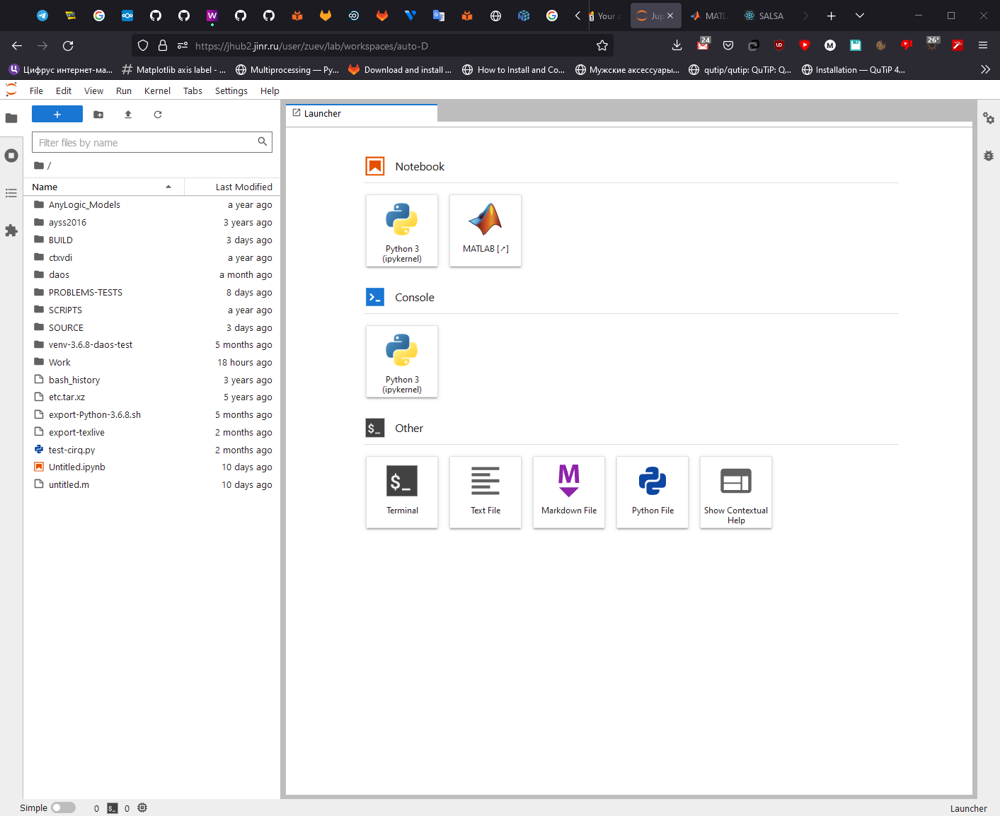 Your a
Jup
MATL
SALSA
https://jhub2.jinr.ru/user/zuev/lab/workspaces/auto-D
24
26°
Цифрус интернет-ма...
Matplotlib axis label - ...
Multiprocessing — Py...
Download and install ...
How to Install and Co...
Мужские аксессуары...
qutip/qutip: QuTiP: Q...
Installation — QuTiP 4...
File Edit View Run Kernel Tabs Settings Help
Filter files by name
/
Name Last Modified
AnyLogic_Models a year ago
ayss2016 3 years ago
BUILD 3 days ago
ctxvdi a year ago
daos a month ago
PROBLEMS-TESTS 8 days ago
SCRIPTS a year ago
SOURCE 3 days ago
venv-3.6.8-daos-test 5 months ago
Work 18 hours ago
bash_history 3 years ago
etc.tar.xz 5 years ago
export-Python-3.6.8.sh 5 months ago
export-texlive 2 months ago
test-cirq.py 2 months ago
Untitled.ipynb 10 days ago
untitled.m 10 days ago
Launcher
Notebook
Python 3
(ipykernel)
MATLAB [↗]
Console
Python 3
(ipykernel)
Other
$_
Terminal
Text File
M
Markdown File
Python File
Show Contextual
Help
Simple 0 $_ 0
Launcher